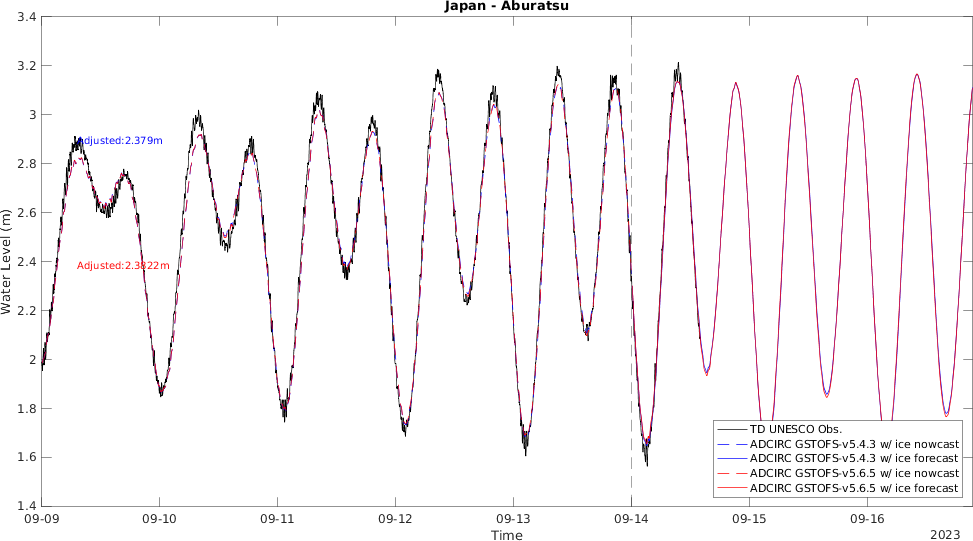 Japan - Aburatsu
3.4
3.2
3
2.8
2.6
2.4
2.2
2
1.8
1.6
1.4
Water Level (m)
Adjusted:2.379m
Adjusted:2.3822m
TD UNESCO Obs.
ADCIRC GSTOFS-v5.4.3 w/ ice nowcast
ADCIRC GSTOFS-v5.4.3 w/ ice forecast
ADCIRC GSTOFS-v5.6.5 w/ ice nowcast
ADCIRC GSTOFS-v5.6.5 w/ ice forecast
09-09 09-10 09-11 09-12 09-13 09-14 09-15 09-16
Time
2023